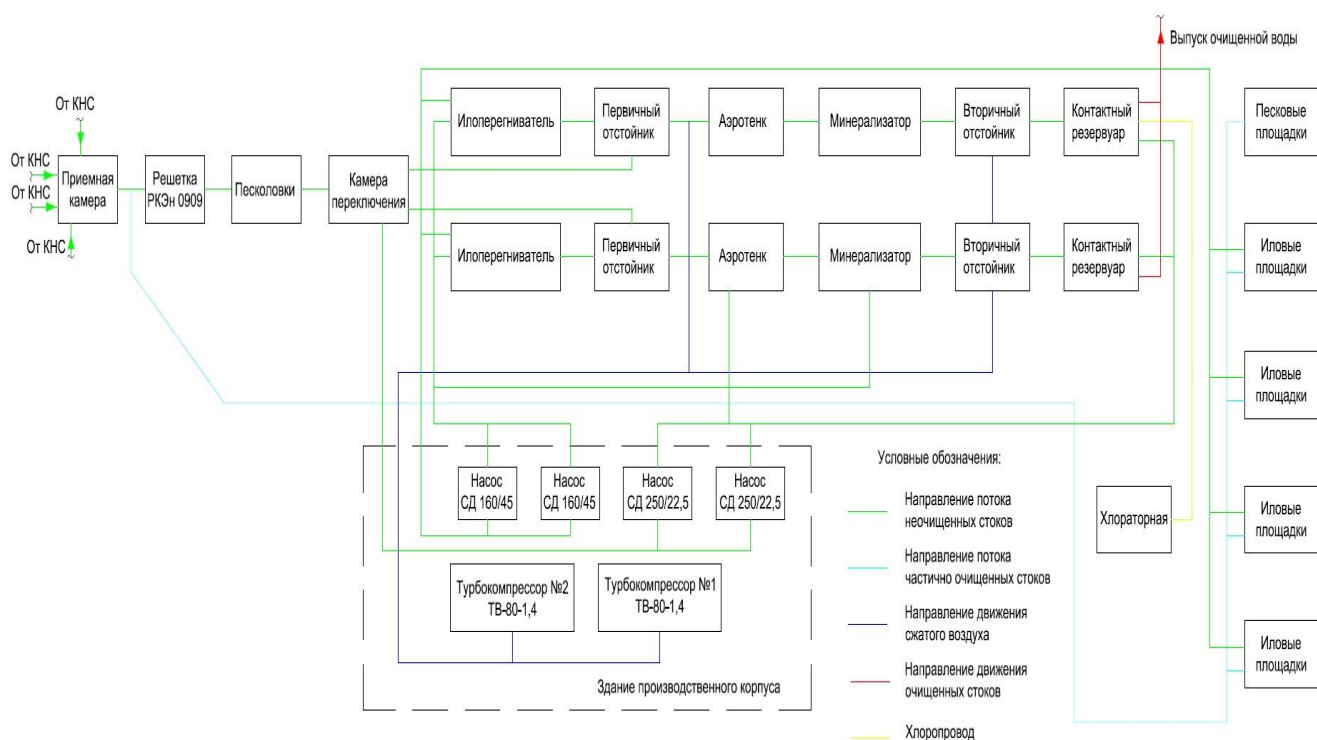 Выпуск очищенной воды
От КНС
От КНС
От КНС
От КНС
Приемная
камера
Решетка
РКЭн 0909
Песколовки
Камера
переключения
Илоперегниватель
Первичный
отстойник
Аэротенк
Минерализатор
Вторичный
отстойник
Контактный
резервуар
Песковые
площадки
Илоперегниватель
Первичный
отстойник
Аэротенк
Минерализатор
Вторичный
отстойник
Контактный
резервуар
Иловые
площадки
Иловые
площадки
Насос
СД 160/45
Насос
СД 160/45
Насос
СД 250/22,5
Насос
СД 250/22,5
Турбокомпрессор №2
ТВ-80-1,4
Турбокомпрессор №1
ТВ-80-1,4
Здание производственного корпуса
Условные обозначения:
Направление потока
неочищенных стоков
Направление потока
частично очищенных стоков
Направление движения
сжатого воздуха
Направление движения
очищенных стоков
Хлоропровод
Хлораторная
Иловые
площадки
Иловые
площадки